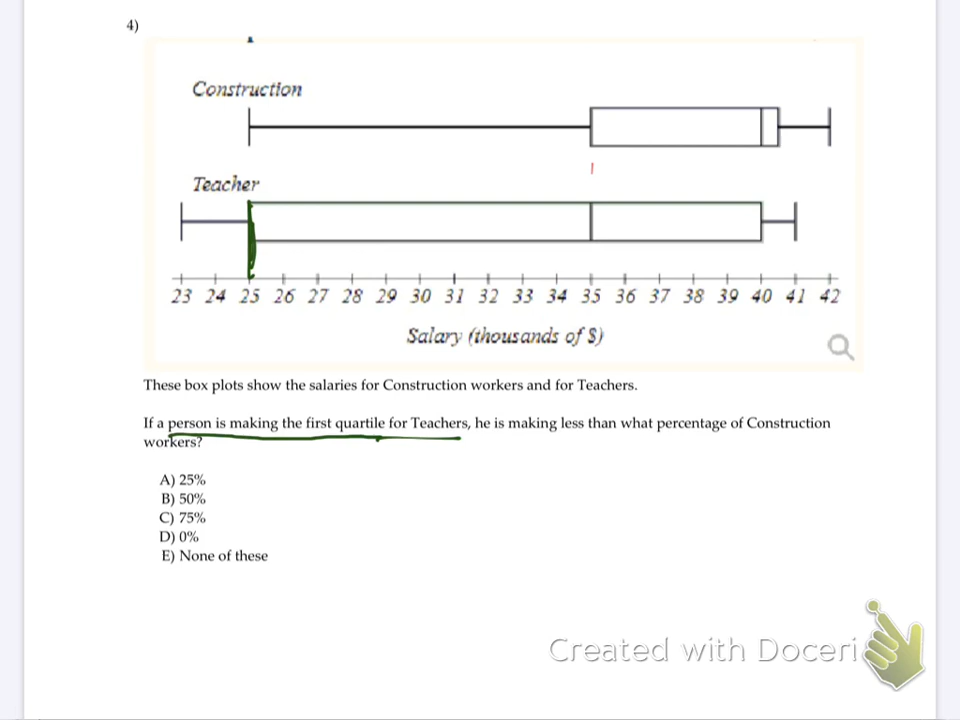 4)
Construction
Teacher
23 24 25 26 27 28 29 30 31 32 33 34 35 36 37 38 39 40 41 42
Salary (thousands of $)
These box plots show the salaries for Construction workers and for Teachers.
If a person is making the first quartile for Teachers, he is making less than what percentage of Construction
workers?
A) 25%
B) 50%
C) 75%
D) 0%
E) None of these
Created with Doceri